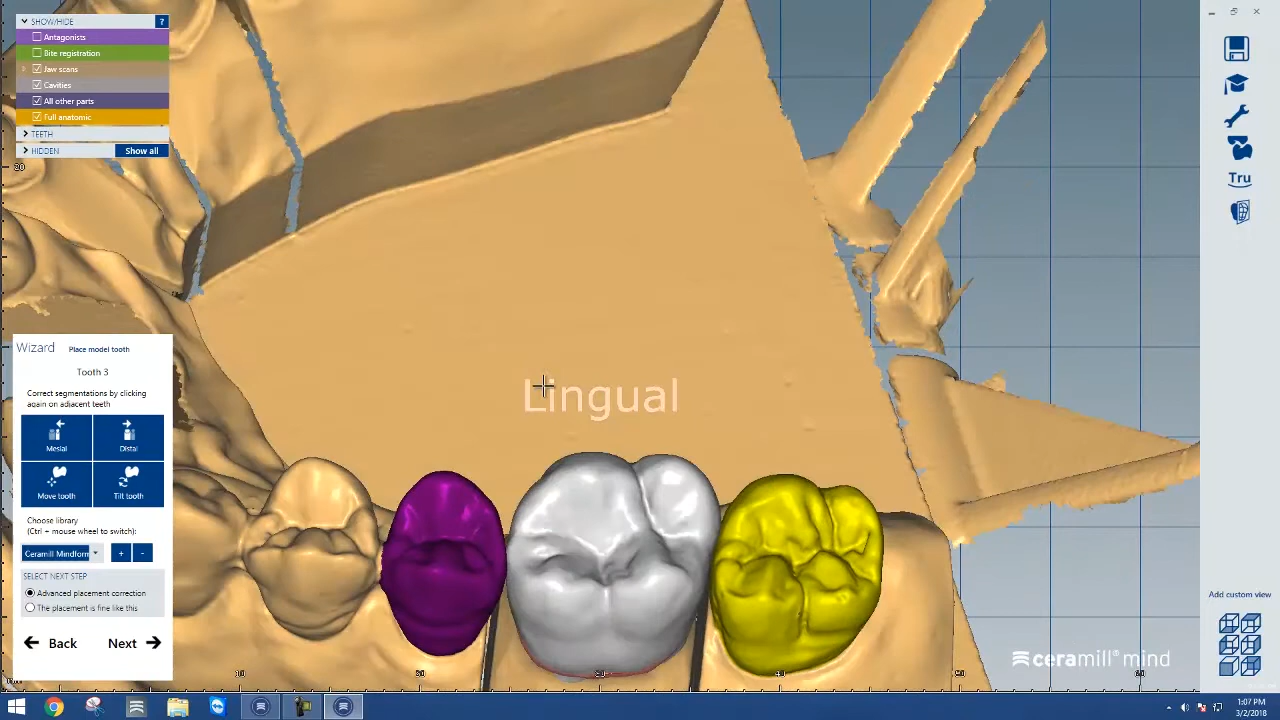 SHOW/HIDE
?
Antagonists
Bite registration
Jaw scans
Cavities
All other parts
Full anatomic
TEETH
HIDDEN
Show all
20
Tru
Wizard
Place model tooth
Tooth 3
Correct segmentations by clicking
again on adjacent teeth
Mesial
Distal
Move tooth
Tilt tooth
Choose library
(Ctrl + mouse wheel to switch):
Ceramill Mindform
+
-
SELECT NEXT STEP
Advanced placement correction
The placement is fine like this
Back
Next
Lingual
Add custom view
ceramill® mind
1:07 PM
3/2/2018